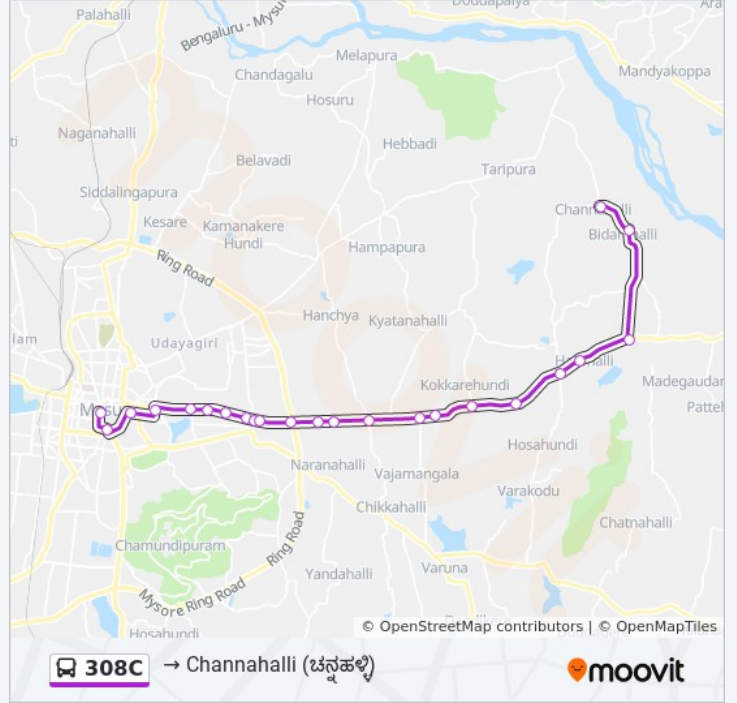 Palahalli
Bengaluru - Mysu
Doddapalya
Melapura
Chandagalu
Mandyakoppa
Hosuru
Naganahalli
Hebbadi
Belavadi
Taripura
Siddalingapura
Kesare
Kamanakere
Hundi
Hampapura
Ring Road
Hanchya
Kyatanahalli
lam
Udayagiri
Kokkarehundi
Madegaudar
Hosahundi
Naranahalli
Vajamangala
Varakodu
Chikkahalli
Chatnahalli
Chamundipuram
Ring Road
Yandahalli
Varuna
Mysore Ring Road
Hosahundi
© OpenStreetMap contributors | © OpenMapTiles
308C → Channahalli (ಚನ್ನಹಳ್ಳಿ)
moovit